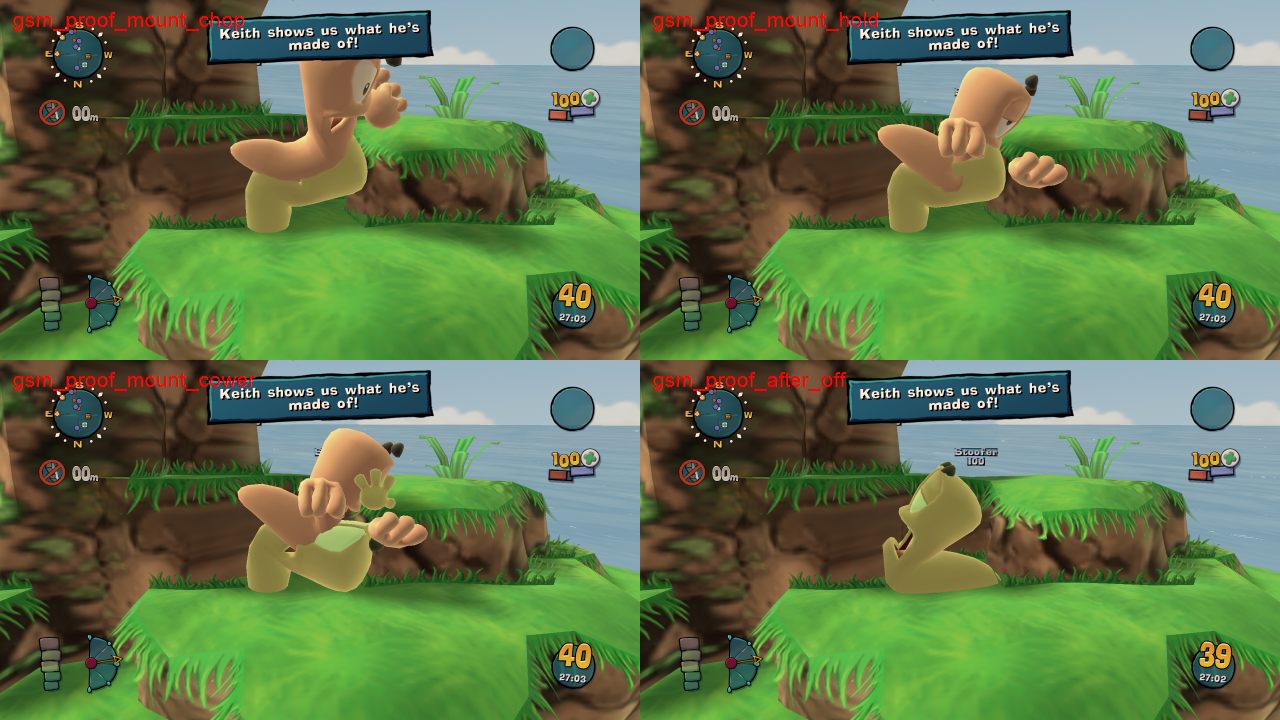 gsm_proof_mount_chop
Keith shows us what he's
made of!
S
E
W
N
00m
100
40
27:03
gsm_proof_mount_hold
Keith shows us what he's
made of!
S
E
W
N
00m
100
40
27:03
gsm_proof_mount_cower
Keith shows us what he's
made of!
S
E
W
N
00m
100
40
27:03
gsm_proof_after_off
Keith shows us what he's
made of!
S
E
W
N
00m
100
Stoofer
100
39
27:02